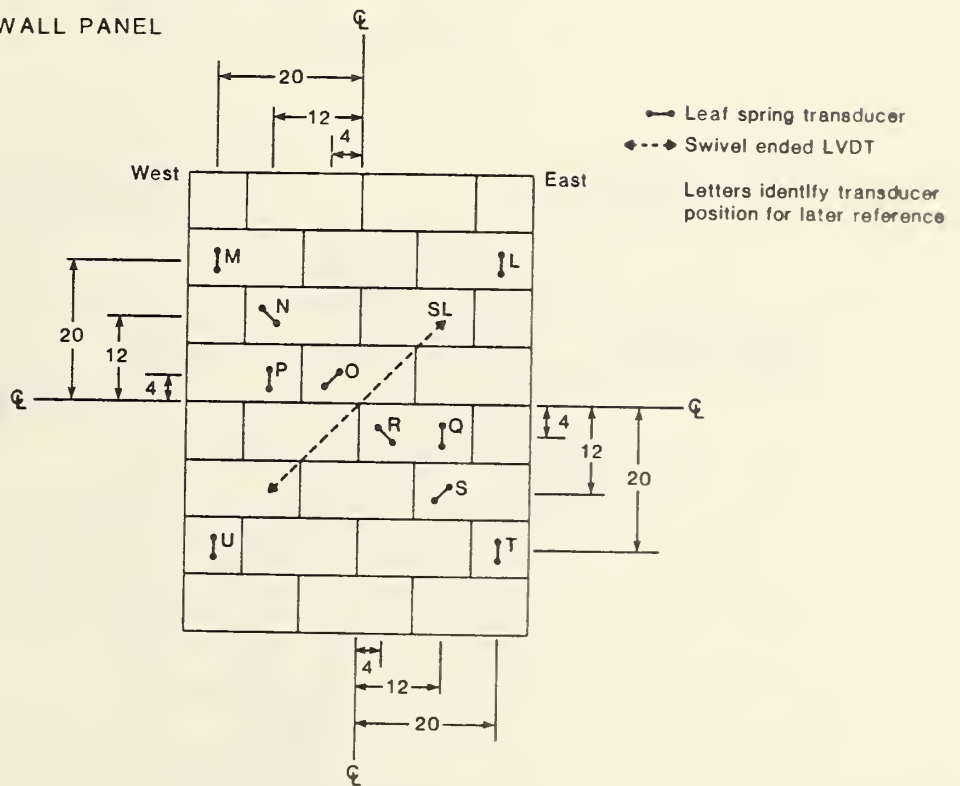 WALL PANEL
℄
20
12
4
Leaf spring transducer
Swivel ended LVDT
Letters identify transducer
position for later reference
West
East
M
L
N
SL
20
12
P
O
4
℄
℄
R
Q
4
12
S
20
U
T
4
12
20
℄